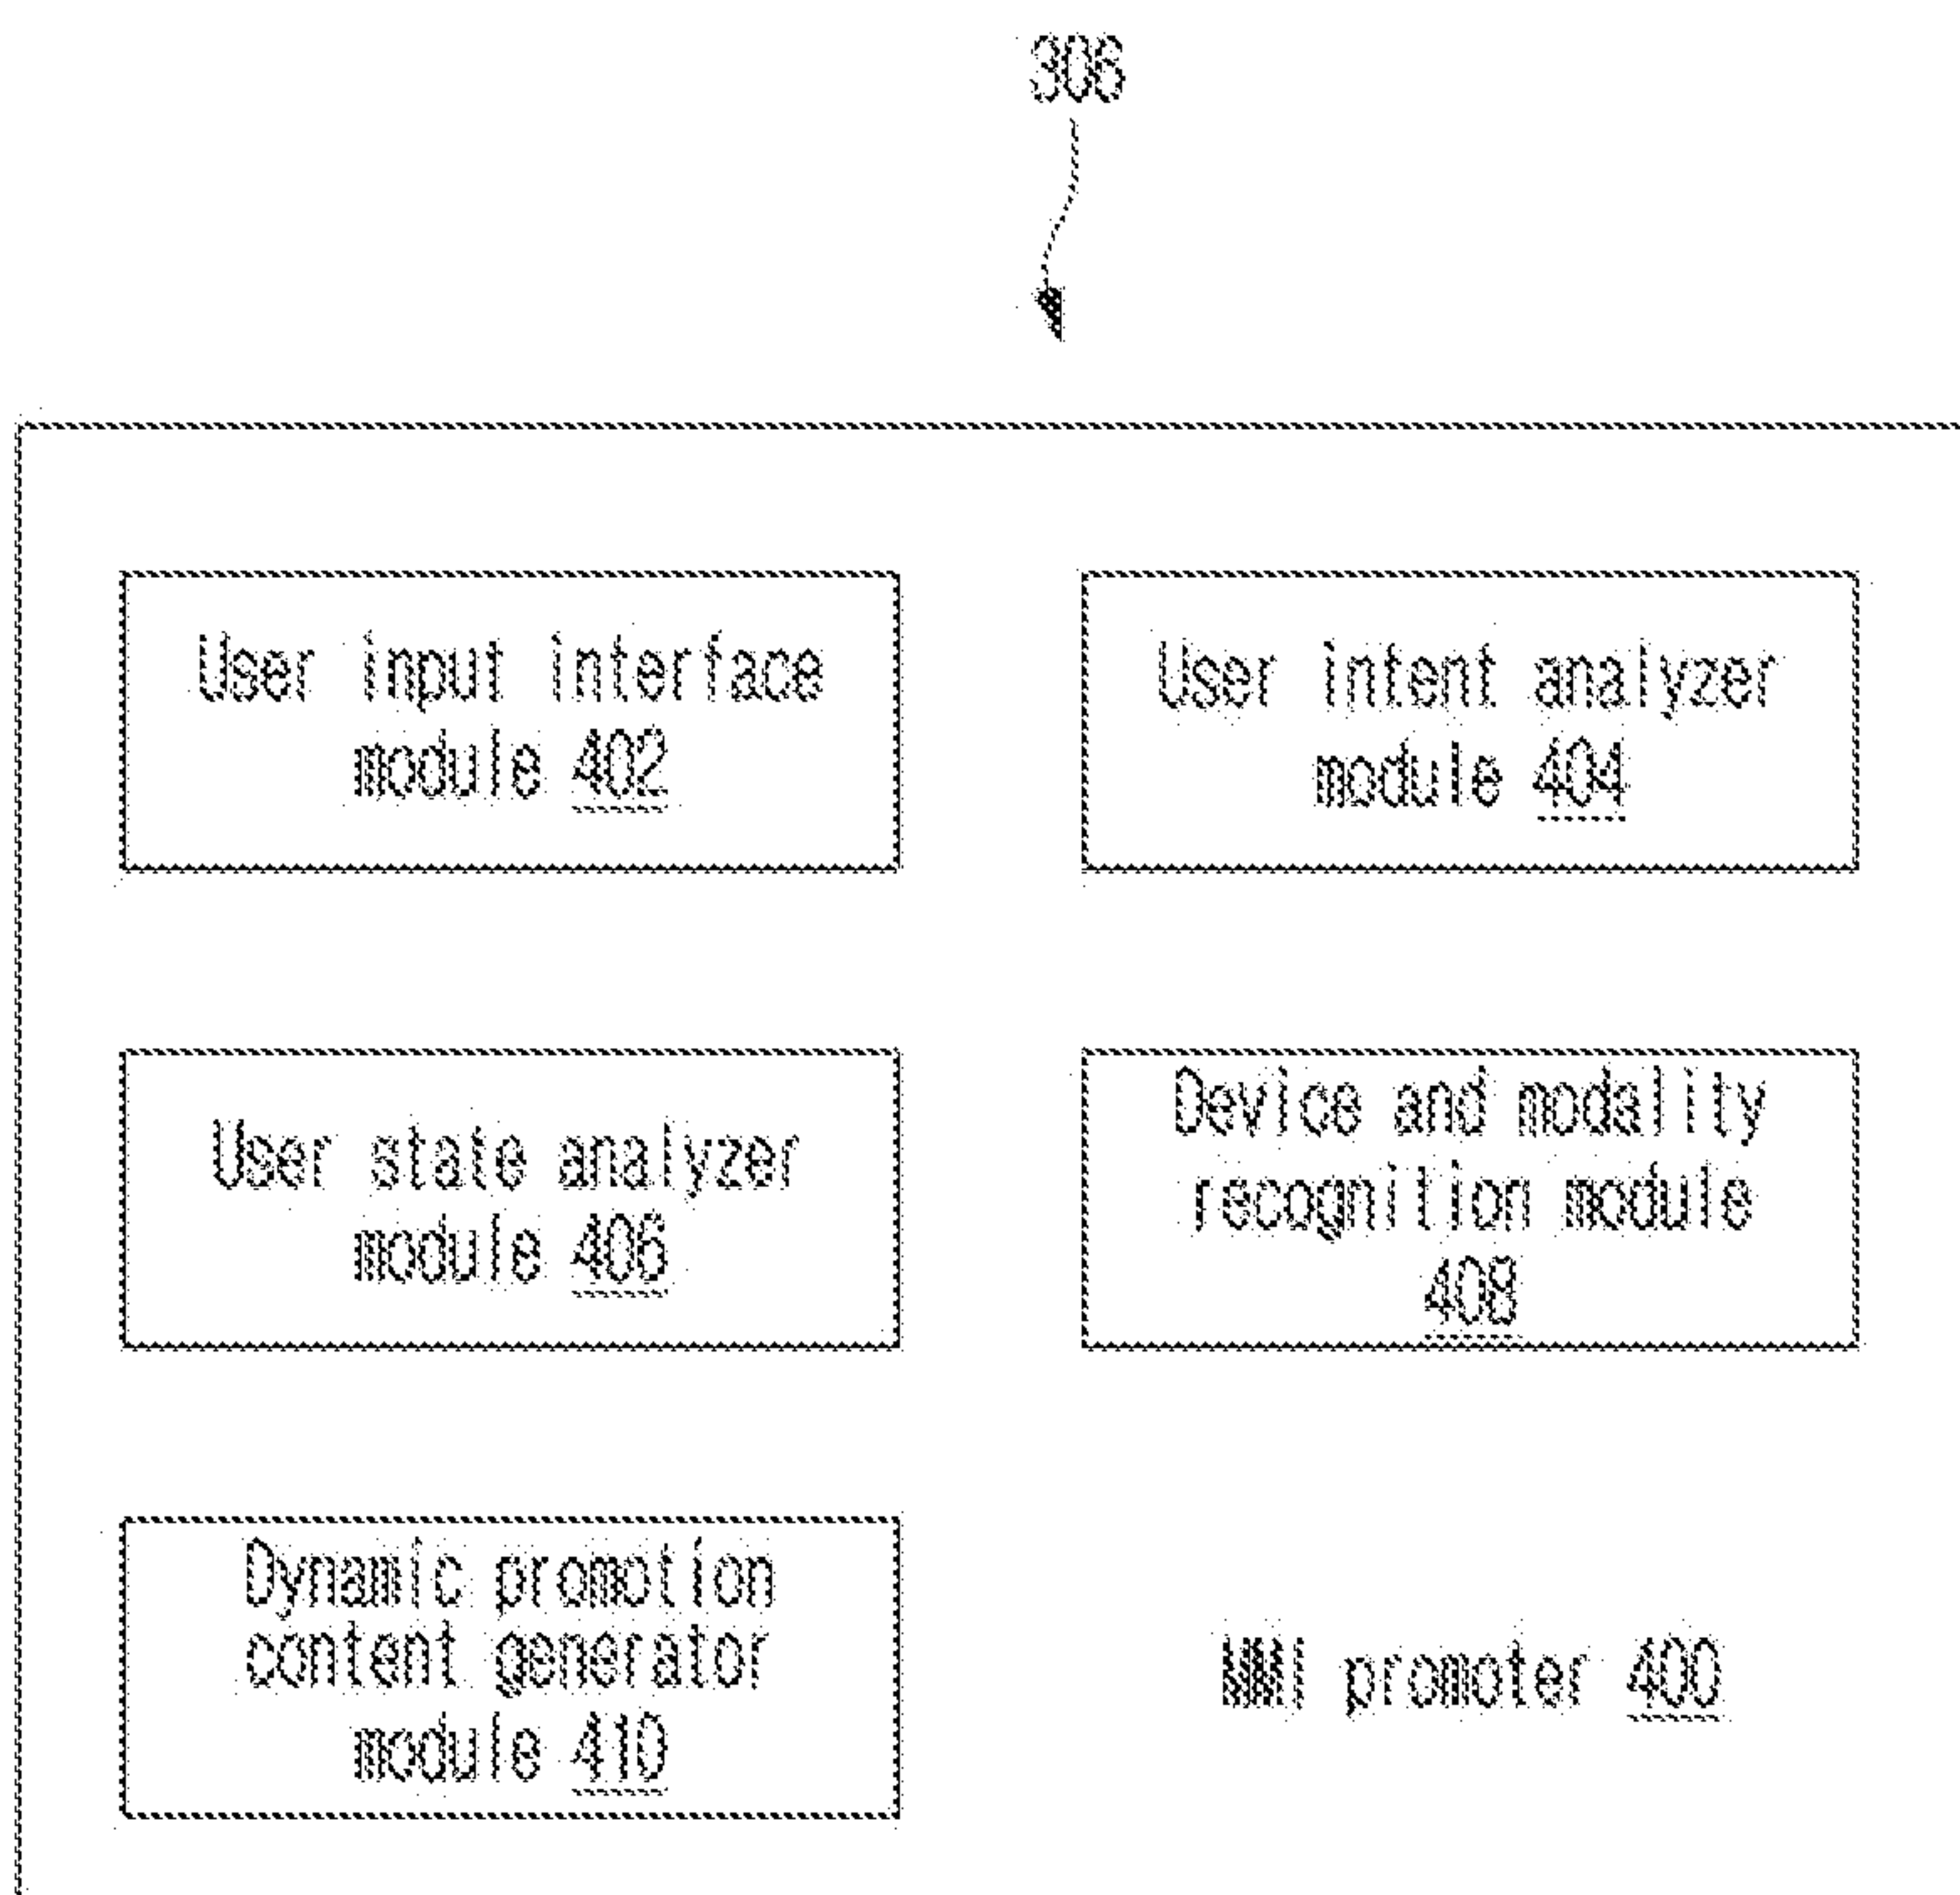 306
User input interface
module 402
User intent analyzer
module 404
User state analyzer
module 406
Device and modality
recognition module
408
Dynamic promotion
content generator
module 410
MMI promoter 400